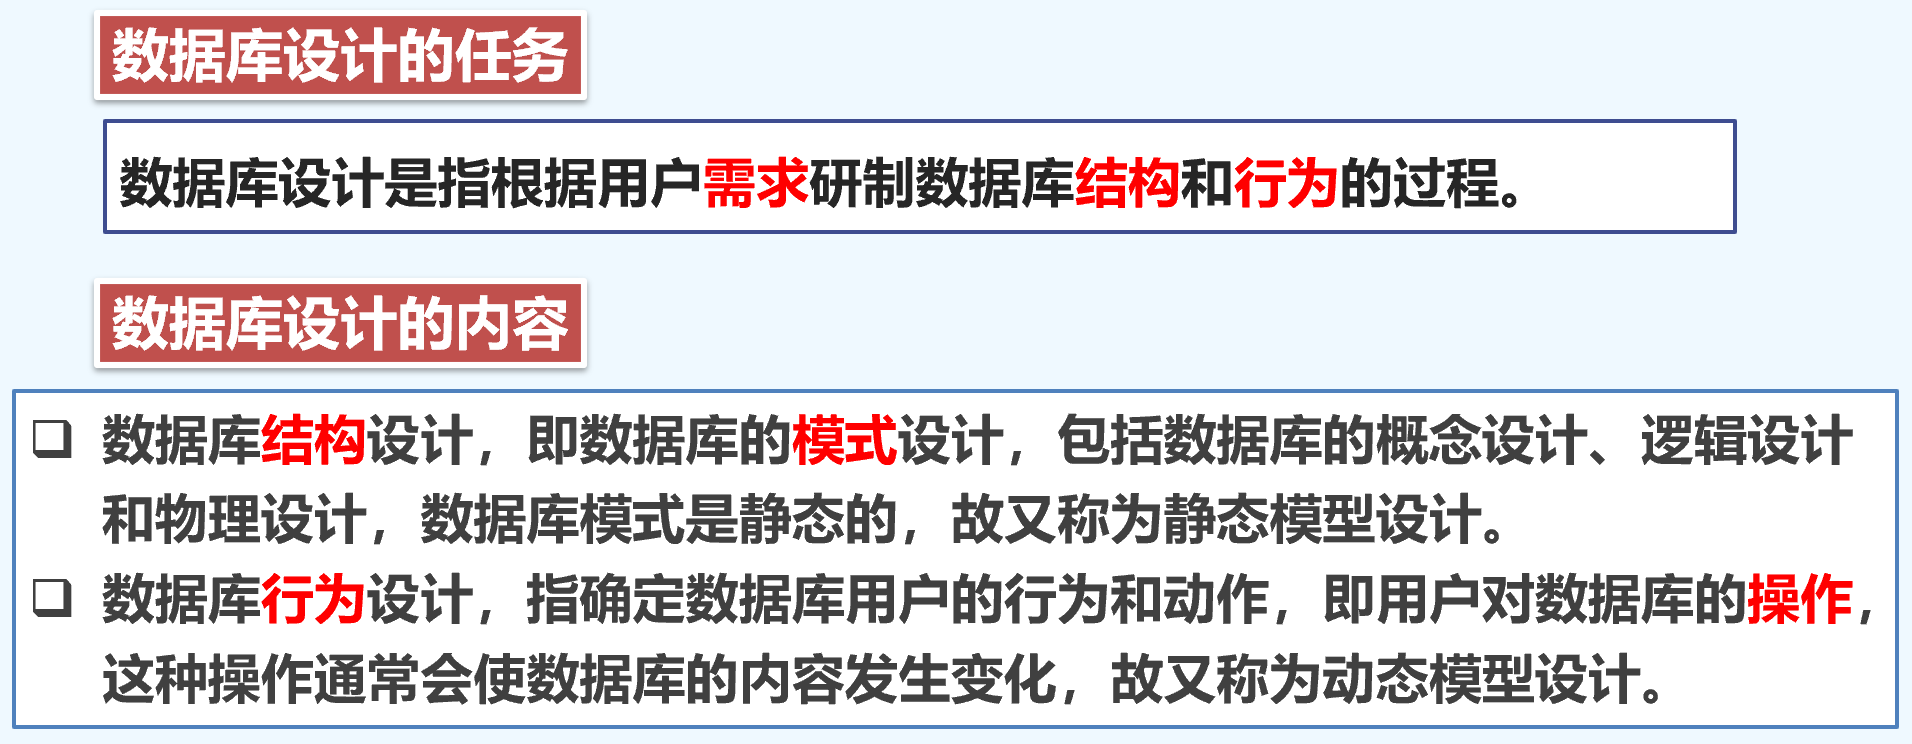 数据库设计的任务
数据库设计是指根据用户需求研制数据库结构和行为的过程。
数据库设计的内容
数据库结构设计，即数据库的模式设计，包括数据库的概念设计、逻辑设计
和物理设计，数据库模式是静态的，故又称为静态模型设计。
数据库行为设计，指确定数据库用户的行为和动作，即用户对数据库的操作，
这种操作通常会使数据库的内容发生变化，故又称为动态模型设计。